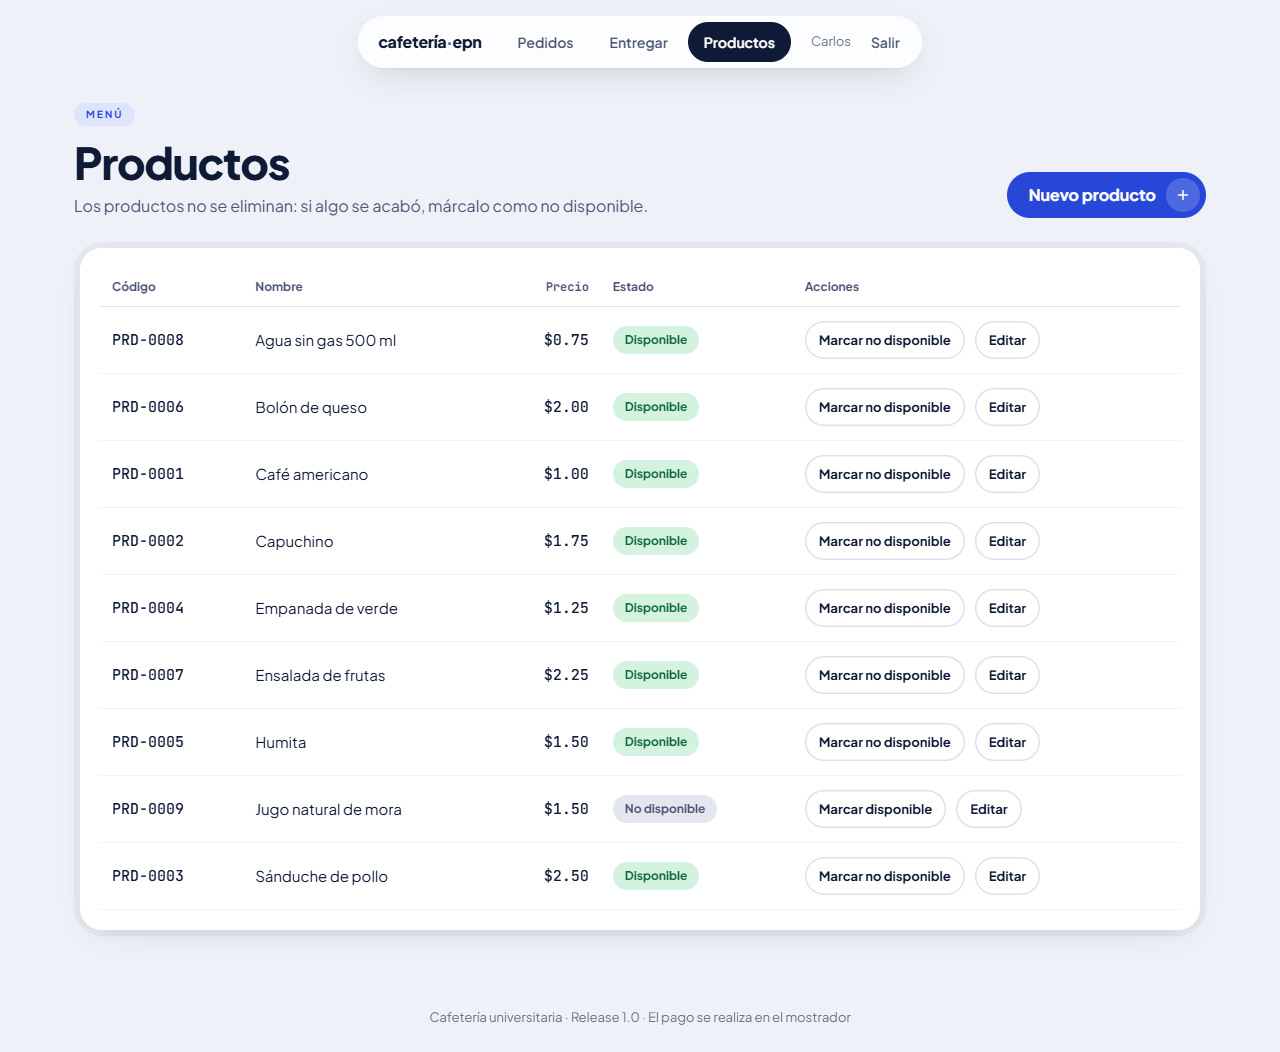 cafetería·epn Pedidos Entregar Productos Carlos Salir
MENÚ
Productos
Los productos no se eliminan: si algo se acabó, márcalo como no disponible.
Nuevo producto +
Código Nombre Precio Estado Acciones
PRD-0008 Agua sin gas 500 ml $0.75 Disponible Marcar no disponible Editar
PRD-0006 Bolón de queso $2.00 Disponible Marcar no disponible Editar
PRD-0001 Café americano $1.00 Disponible Marcar no disponible Editar
PRD-0002 Capuchino $1.75 Disponible Marcar no disponible Editar
PRD-0004 Empanada de verde $1.25 Disponible Marcar no disponible Editar
PRD-0007 Ensalada de frutas $2.25 Disponible Marcar no disponible Editar
PRD-0005 Humita $1.50 Disponible Marcar no disponible Editar
PRD-0009 Jugo natural de mora $1.50 No disponible Marcar disponible Editar
PRD-0003 Sánduche de pollo $2.50 Disponible Marcar no disponible Editar
Cafetería universitaria · Release 1.0 · El pago se realiza en el mostrador